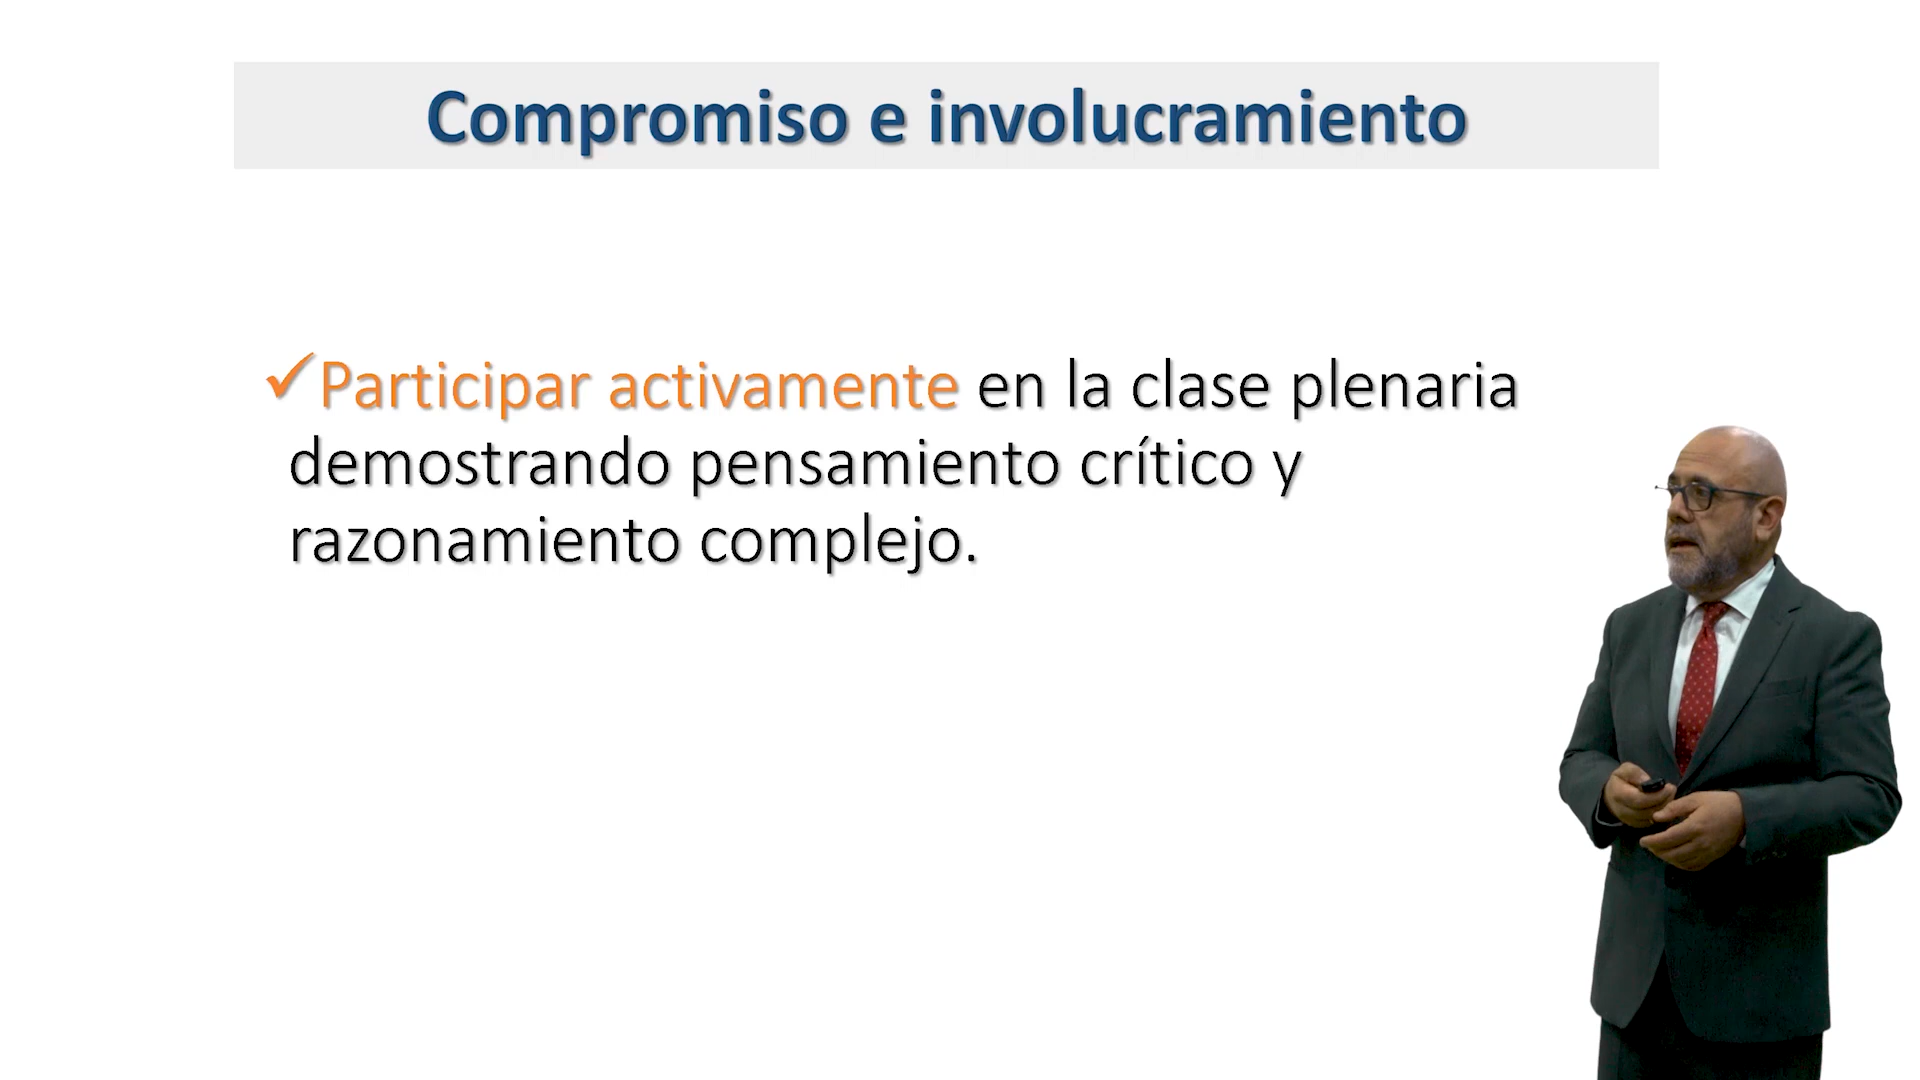 Compromiso e involucramiento
✓Participar activamente en la clase plenaria
demostrando pensamiento crítico y
razonamiento complejo.